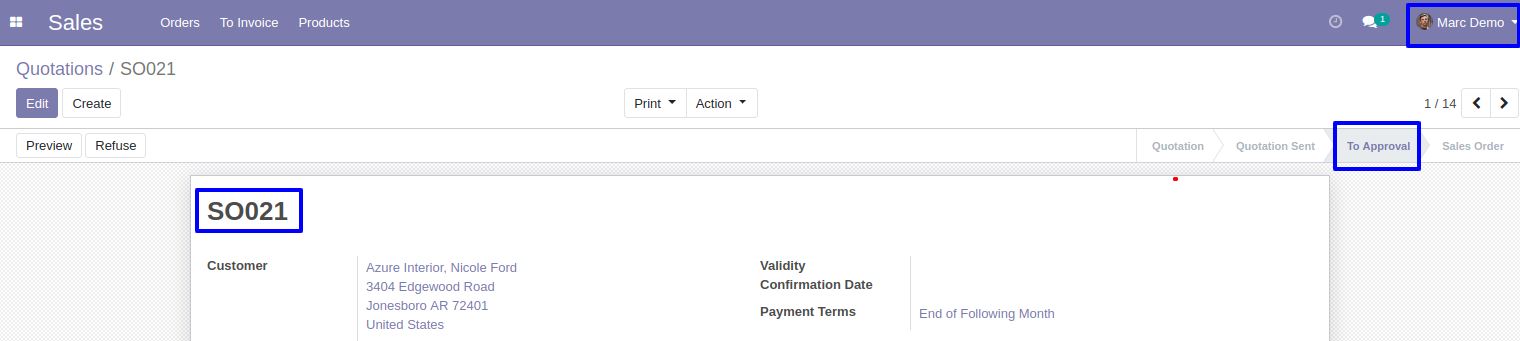 Sales Orders To Invoice Products 1 Marc Demo
Quotations / SO021
Edit Create Print Action 1 / 14
Preview Refuse Quotation Quotation Sent To Approval Sales Order
SO021
Customer Azure Interior, Nicole Ford
3404 Edgewood Road
Jonesboro AR 72401
United States
Validity
Confirmation Date
Payment Terms End of Following Month